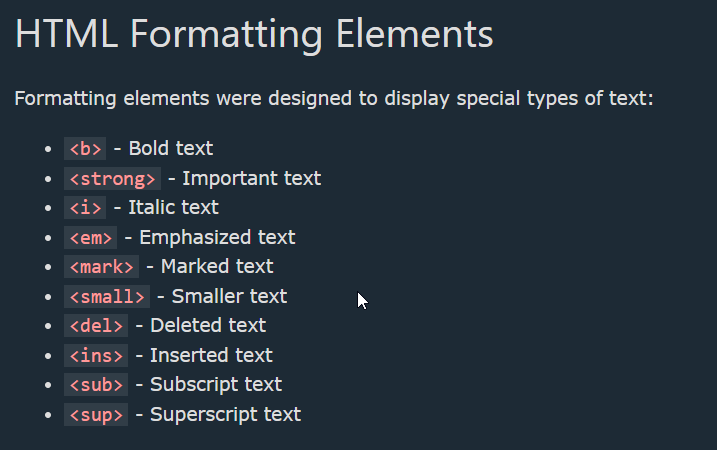 HTML Formatting Elements
Formatting elements were designed to display special types of text:
• <b> - Bold text
• <strong> - Important text
• <i> - Italic text
• <em> - Emphasized text
• <mark> - Marked text
• <small> - Smaller text
• <del> - Deleted text
• <ins> - Inserted text
• <sub> - Subscript text
• <sup> - Superscript text